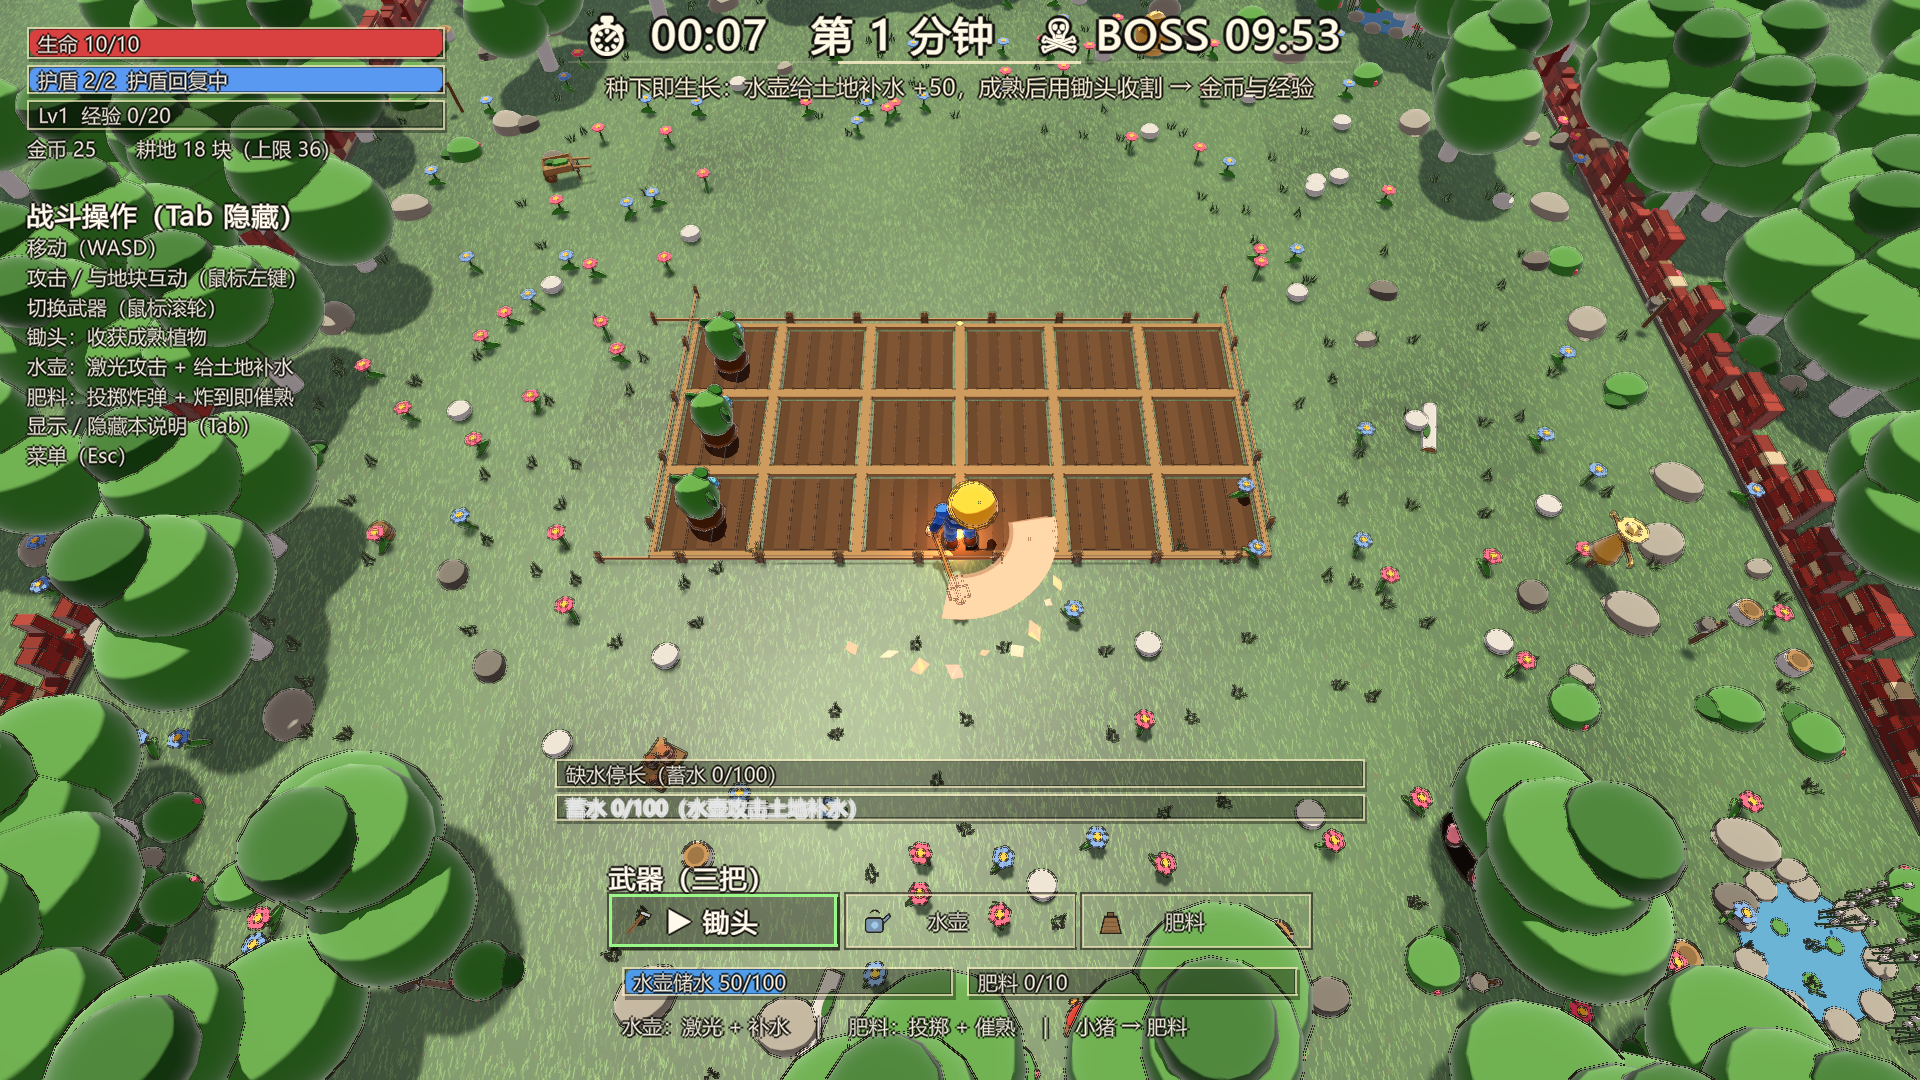 生命 10/10
护盾 2/2 护盾回复中
Lv1 经验 0/20
金币 25 耕地 18 块（上限 36）
00:07 第 1 分钟 BOSS 09:53
种下即生长：水壶给土地补水 +50，成熟后用锄头收割 → 金币与经验
战斗操作（Tab 隐藏）
移动（WASD）
攻击 / 与地块互动（鼠标左键）
切换武器（鼠标滚轮）
锄头：收获成熟植物
水壶：激光攻击 + 给土地补水
肥料：投掷炸弹 + 炸到即催熟
显示 / 隐藏本说明（Tab）
菜单（Esc）
缺水停长（蓄水 0/100）
蓄水 0/100（水壶攻击土地补水）
武器（三把）
▶ 锄头 水壶 肥料
水壶储水 50/100 肥料 0/10
水壶：激光 + 补水 | 肥料：投掷 + 催熟 | 小猪 → 肥料